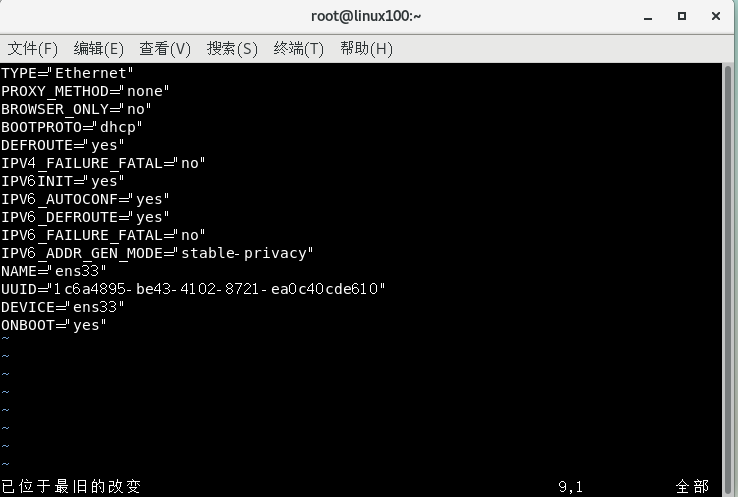 root@linux100:~
文件(F) 编辑(E) 查看(V) 搜索(S) 终端(T) 帮助(H)
TYPE="Ethernet"
PROXY_METHOD="none"
BROWSER_ONLY="no"
BOOTPROTO="dhcp"
DEFROUTE="yes"
IPV4_FAILURE_FATAL="no"
IPV6INIT="yes"
IPV6_AUTOCONF="yes"
IPV6_DEFROUTE="yes"
IPV6_FAILURE_FATAL="no"
IPV6_ADDR_GEN_MODE="stable-privacy"
NAME="ens33"
UUID="1c6a4895-be43-4102-8721-ea0c40cde610"
DEVICE="ens33"
ONBOOT="yes"
~
~
~
~
~
~
~
~
已位于最旧的改变 9,1 全部